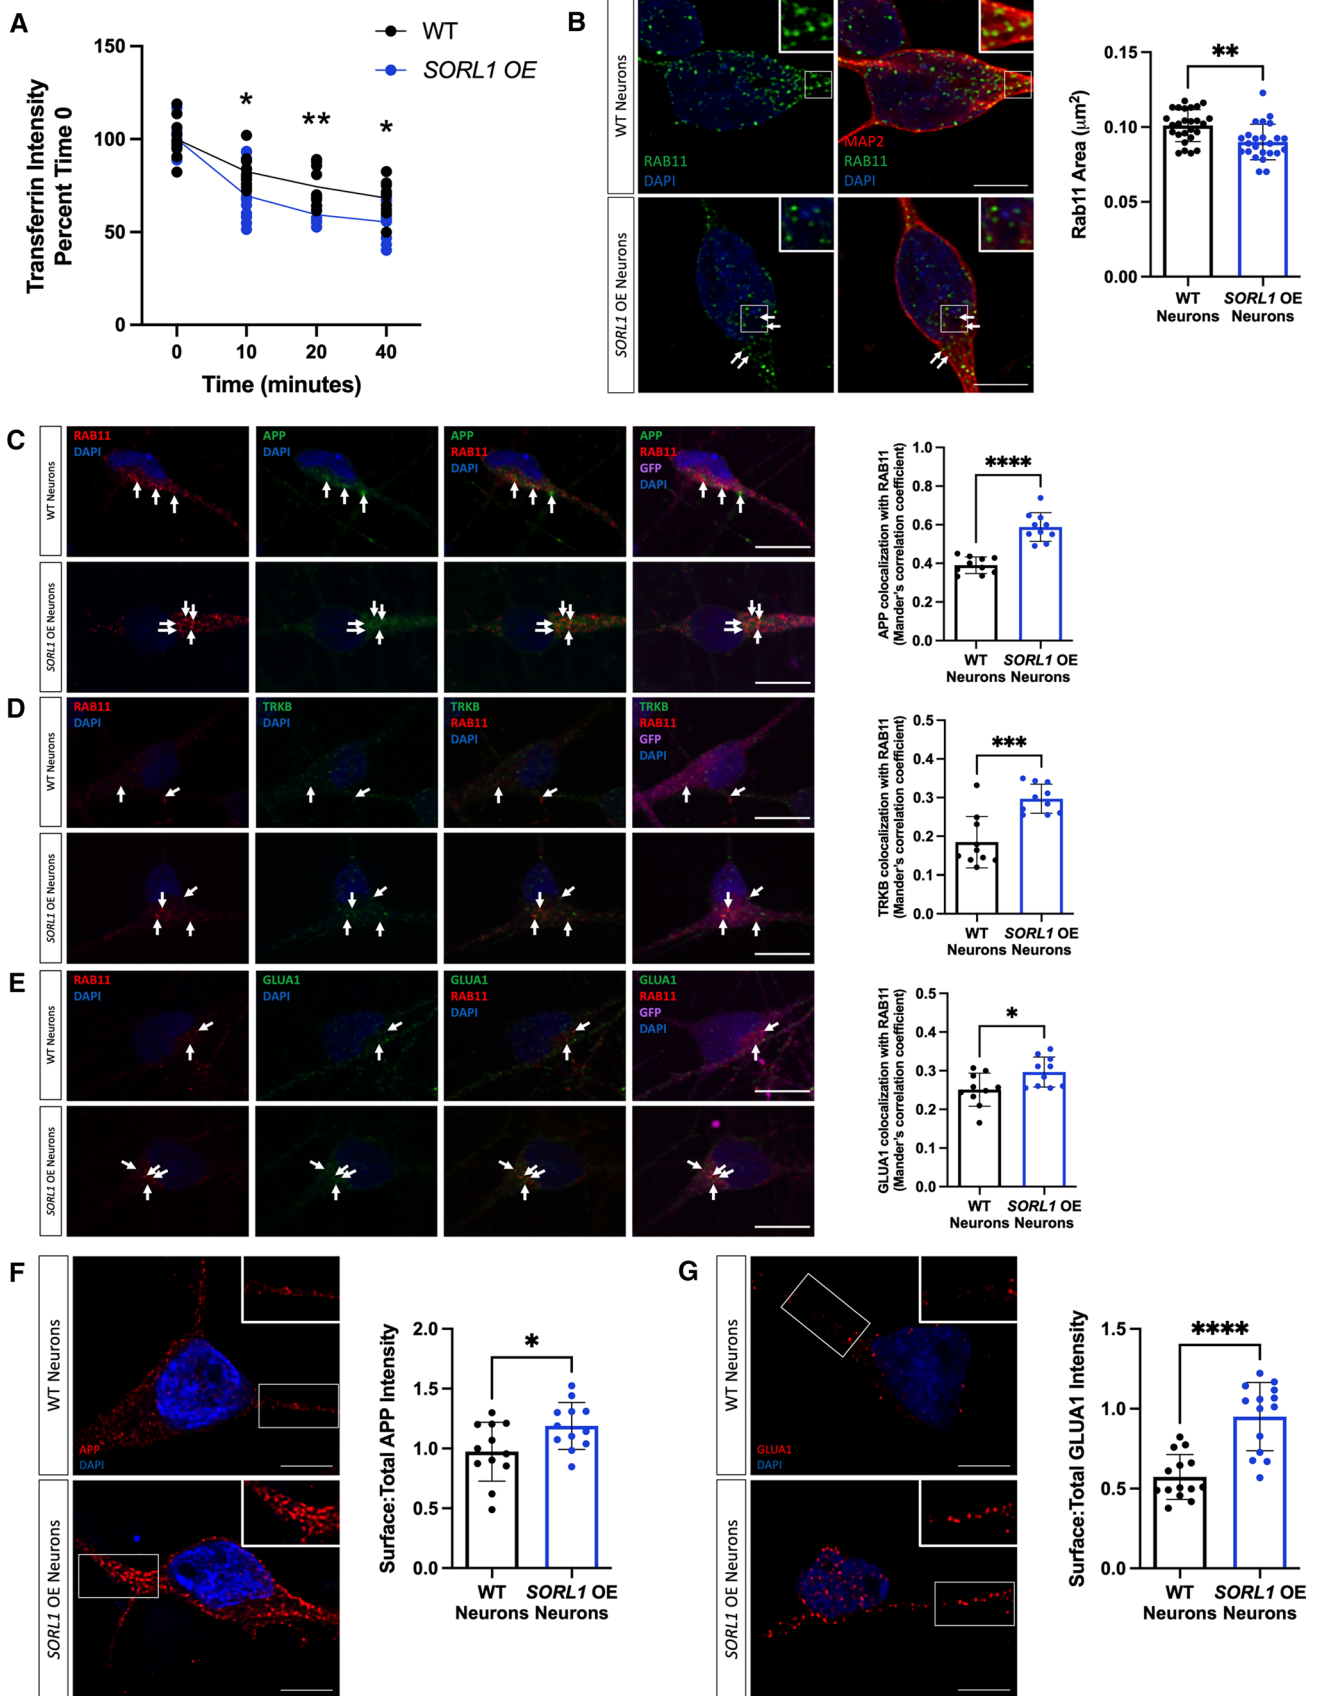 A
WT
SORL1 OE
Transferrin Intensity
Percent Time 0
150
100
50
0
*
**
*
0 10 20 40
Time (minutes)
B
WT Neurons
RAB11
DAPI
MAP2
RAB11
DAPI
SORL1 OE Neurons
Rab11 Area (μm2)
0.15
0.10
0.05
0.00
**
WT SORL1 OE
Neurons Neurons
C
WT Neurons
RAB11
DAPI
APP
DAPI
APP
RAB11
DAPI
APP
RAB11
GFP
DAPI
SORL1 OE Neurons
APP colocalization with RAB11
(Mander's correlation coefficient)
1.0
0.8
0.6
0.4
0.2
0.0
****
WT SORL1 OE
Neurons Neurons
D
WT Neurons
RAB11
DAPI
TRKB
DAPI
TRKB
RAB11
DAPI
TRKB
RAB11
GFP
DAPI
SORL1 OE Neurons
TRKB colocalization with RAB11
(Mander's correlation coefficient)
0.5
0.4
0.3
0.2
0.1
0.0
***
WT SORL1 OE
Neurons Neurons
E
WT Neurons
RAB11
DAPI
GLUA1
DAPI
GLUA1
RAB11
DAPI
GLUA1
RAB11
GFP
DAPI
SORL1 OE Neurons
GLUA1 colocalization with RAB11
(Mander's correlation coefficient)
0.5
0.4
0.3
0.2
0.1
0.0
*
WT SORL1 OE
Neurons Neurons
F
WT Neurons
APP
DAPI
SORL1 OE Neurons
Surface:Total APP Intensity
2.0
1.5
1.0
0.5
0.0
*
WT SORL1 OE
Neurons Neurons
G
WT Neurons
GLUA1
DAPI
SORL1 OE Neurons
Surface:Total GLUA1 Intensity
1.5
1.0
0.5
0.0
****
WT SORL1 OE
Neurons Neurons